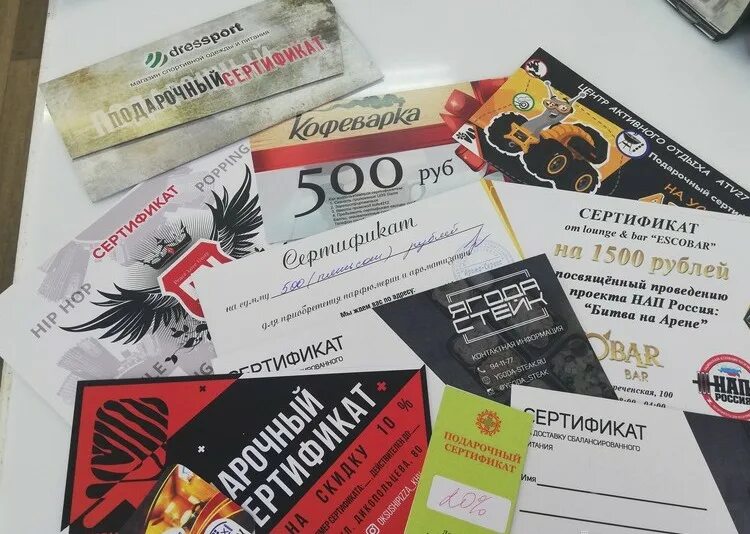 dressport
магазин спортивной одежды и питания
ПОДАРОЧНЫЙ СЕРТИФИКАТ
Кофеварка
500 руб
ЦЕНТР АКТИВНОГО ОТДЫХА ATV27
Подарочный
НА
СЕРТИФИКАТ
POPPING
HIP HOP
Сертификат
на сумму 500 (пятьсот) рублей
для приобретения парфюмерии и ароматизации
Мы ждем вас по адресу:
СЕРТИФИКАТ
от lounge & bar "ESCOBAR"
на 1500 рублей
посвящённый проведению
проекта НАП Россия:
"Битва на Арене"
OBAR
BAR
НАП
ЯГОДА
СТЕЙК
КОНТАКТНАЯ ИНФОРМАЦИЯ
94-11-77
YGODA-STEAK.RU
@YGODA_STEAK
СЕРТИФИКАТ
АРОЧНЫЙ
ЕРТИФИКАТ
НА СКИДКУ 10 %
ДИКОПОЛЬЦЕВА, 80
ПОДАРОЧНЫЙ
СЕРТИФИКАТ
20%
СЕРТИФИКАТ
ДОСТАВКУ СБАЛАНСИРОВАННОГО
ПИТАНИЯ
Имя